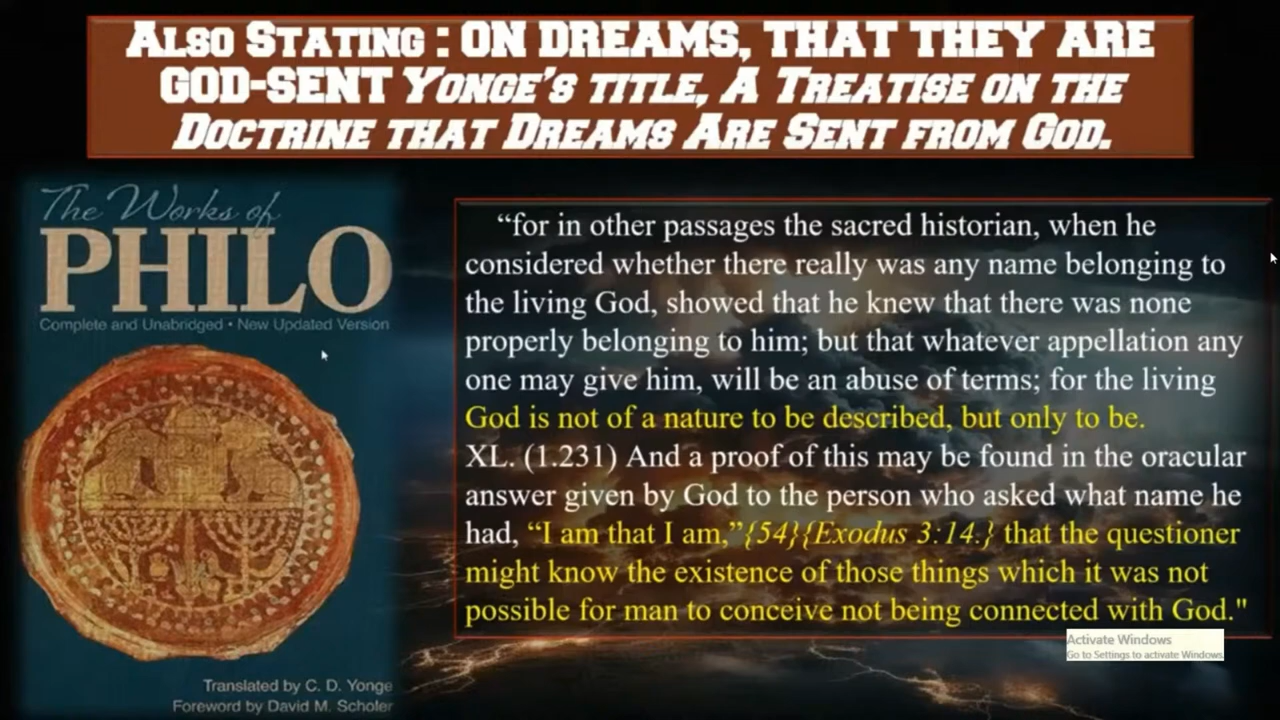 ALSO STATING : ON DREAMS, THAT THEY ARE
GOD-SENT YONGE'S TITLE, A TREATISE ON THE
DOCTRINE THAT DREAMS ARE SENT FROM GOD.
The Works of
PHILO
Complete and Unabridged • New Updated Version
Translated by C. D. Yonge
Foreword by David M. Scholer
“for in other passages the sacred historian, when he
considered whether there really was any name belonging to
the living God, showed that he knew that there was none
properly belonging to him; but that whatever appellation any
one may give him, will be an abuse of terms; for the living
God is not of a nature to be described, but only to be.
XL. (1.231) And a proof of this may be found in the oracular
answer given by God to the person who asked what name he
had, “I am that I am,”{54}{Exodus 3:14.} that the questioner
might know the existence of those things which it was not
possible for man to conceive not being connected with God."
Activate Windows
Go to Settings to activate Windows.